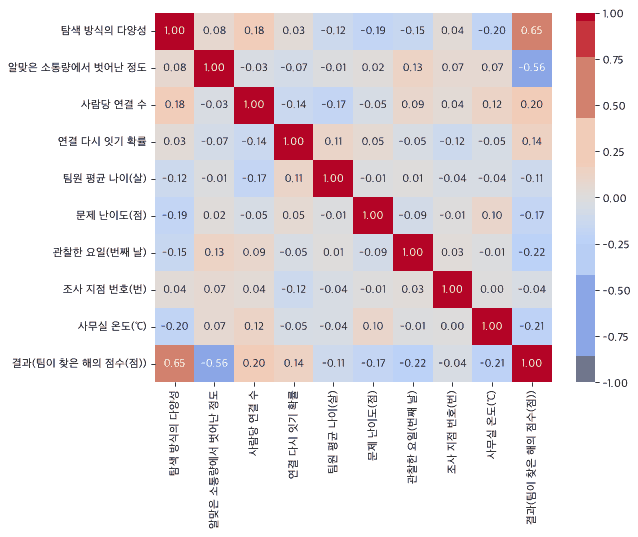 탐색 방식의 다양성 1.00 0.08 0.18 0.03 −0.12 −0.19 −0.15 0.04 −0.20 0.65
알맞은 소통량에서 벗어난 정도 0.08 1.00 −0.03 −0.07 −0.01 0.02 0.13 0.07 0.07 −0.56
사람당 연결 수 0.18 −0.03 1.00 −0.14 −0.17 −0.05 0.09 0.04 0.12 0.20
연결 다시 잇기 확률 0.03 −0.07 −0.14 1.00 0.11 0.05 −0.05 −0.12 −0.05 0.14
팀원 평균 나이(살) −0.12 −0.01 −0.17 0.11 1.00 −0.01 0.01 −0.04 −0.04 −0.11
문제 난이도(점) −0.19 0.02 −0.05 0.05 −0.01 1.00 −0.09 −0.01 0.10 −0.17
관찰한 요일(번째 날) −0.15 0.13 0.09 −0.05 0.01 −0.09 1.00 0.03 −0.01 −0.22
조사 지점 번호(번) 0.04 0.07 0.04 −0.12 −0.04 −0.01 0.03 1.00 0.00 −0.04
사무실 온도(℃) −0.20 0.07 0.12 −0.05 −0.04 0.10 −0.01 0.00 1.00 −0.21
결과(팀이 찾은 해의 점수(점)) 0.65 −0.56 0.20 0.14 −0.11 −0.17 −0.22 −0.04 −0.21 1.00
탐색 방식의 다양성
알맞은 소통량에서 벗어난 정도
사람당 연결 수
연결 다시 잇기 확률
팀원 평균 나이(살)
문제 난이도(점)
관찰한 요일(번째 날)
조사 지점 번호(번)
사무실 온도(℃)
결과(팀이 찾은 해의 점수(점))
1.00
0.75
0.50
0.25
0.00
−0.25
−0.50
−0.75
−1.00